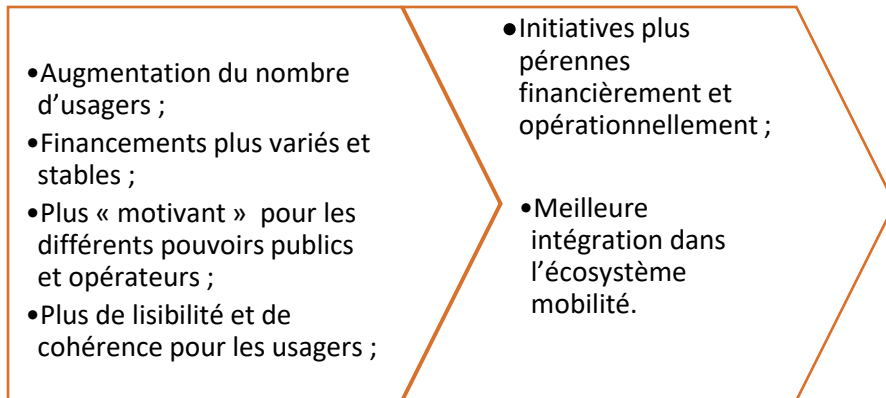 •Augmentation du nombre
d’usagers ;
•Financements plus variés et
stables ;
•Plus « motivant »  pour les
différents pouvoirs publics
et opérateurs ;
•Plus de lisibilité et de
cohérence pour les usagers ;
●Initiatives plus
pérennes
financièrement et
opérationnellement ;
•Meilleure
intégration dans
l’écosystème
mobilité.